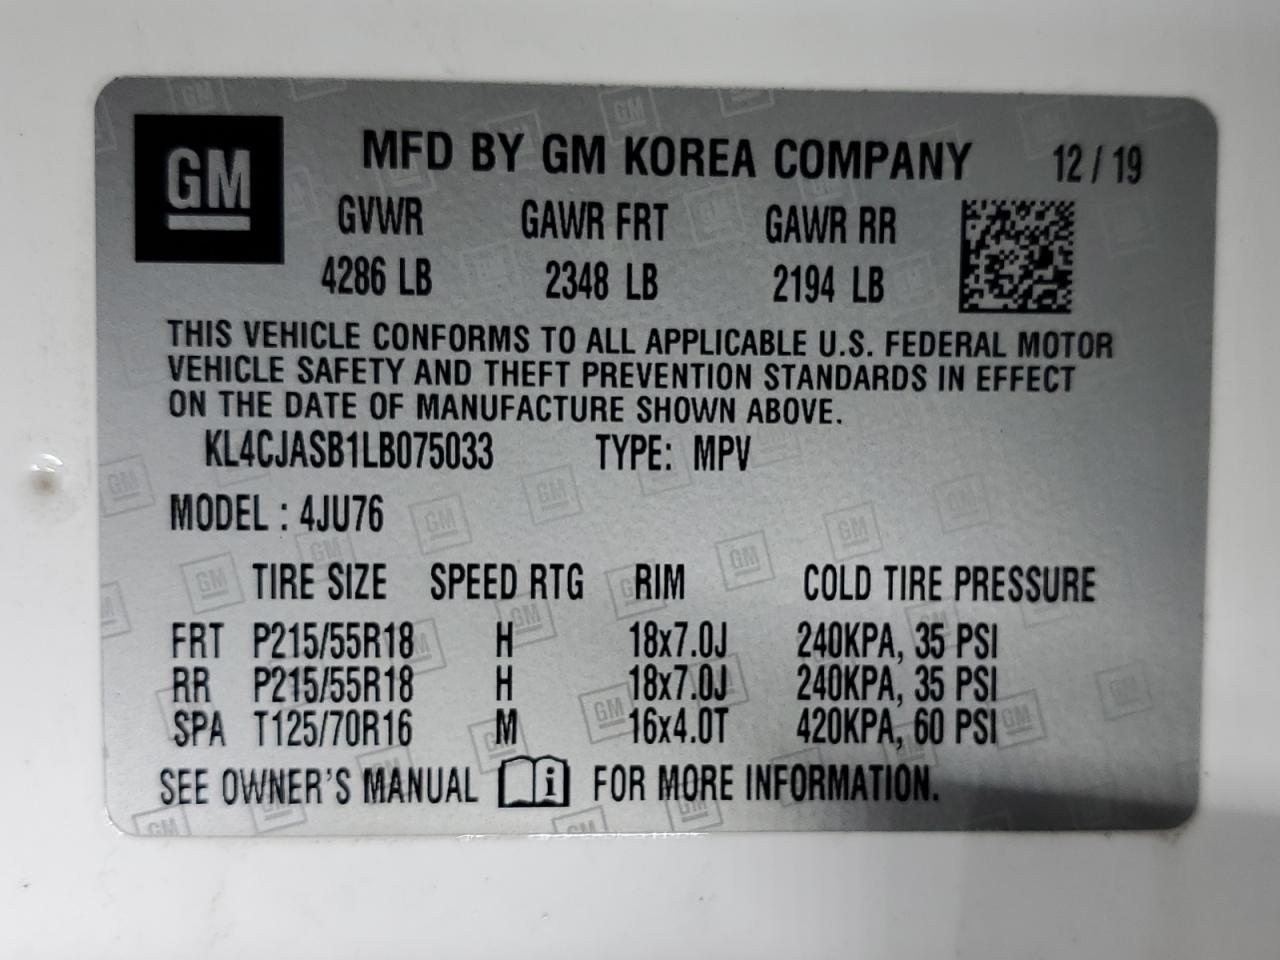 GM
MFD BY GM KOREA COMPANY 12 / 19
GVWR GAWR FRT GAWR RR
4286 LB 2348 LB 2194 LB
THIS VEHICLE CONFORMS TO ALL APPLICABLE U.S. FEDERAL MOTOR
VEHICLE SAFETY AND THEFT PREVENTION STANDARDS IN EFFECT
ON THE DATE OF MANUFACTURE SHOWN ABOVE.
KL4CJASB1LB075033 TYPE: MPV
MODEL : 4JU76
TIRE SIZE SPEED RTG RIM COLD TIRE PRESSURE
FRT P215/55R18 H 18x7.0J 240KPA, 35 PSI
RR P215/55R18 H 18x7.0J 240KPA, 35 PSI
SPA T125/70R16 M 16x4.0T 420KPA, 60 PSI
SEE OWNER'S MANUAL i FOR MORE INFORMATION.